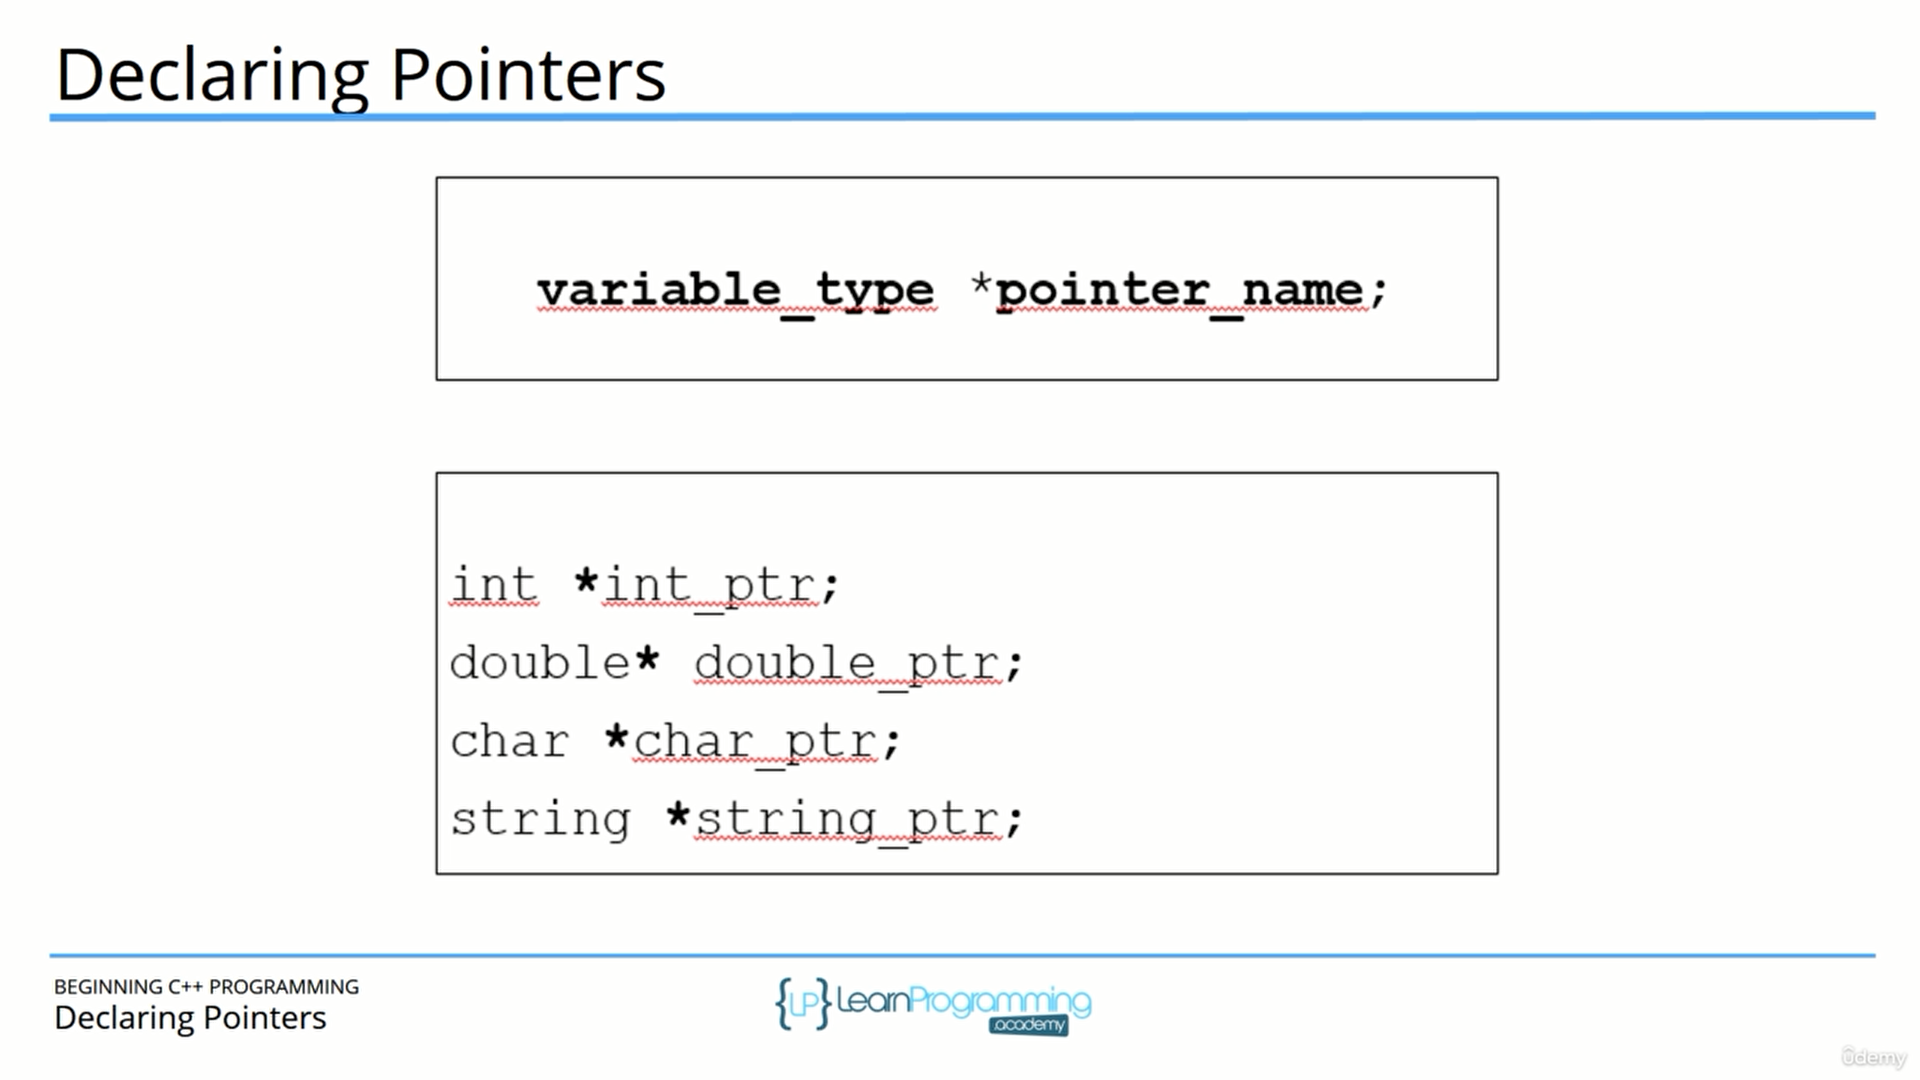 Declaring Pointers
variable_type *pointer_name;
int *int_ptr;
double* double_ptr;
char *char_ptr;
string *string_ptr;
BEGINNING C++ PROGRAMMING
Declaring Pointers
{LP} LearnProgramming
academy
ûdemy